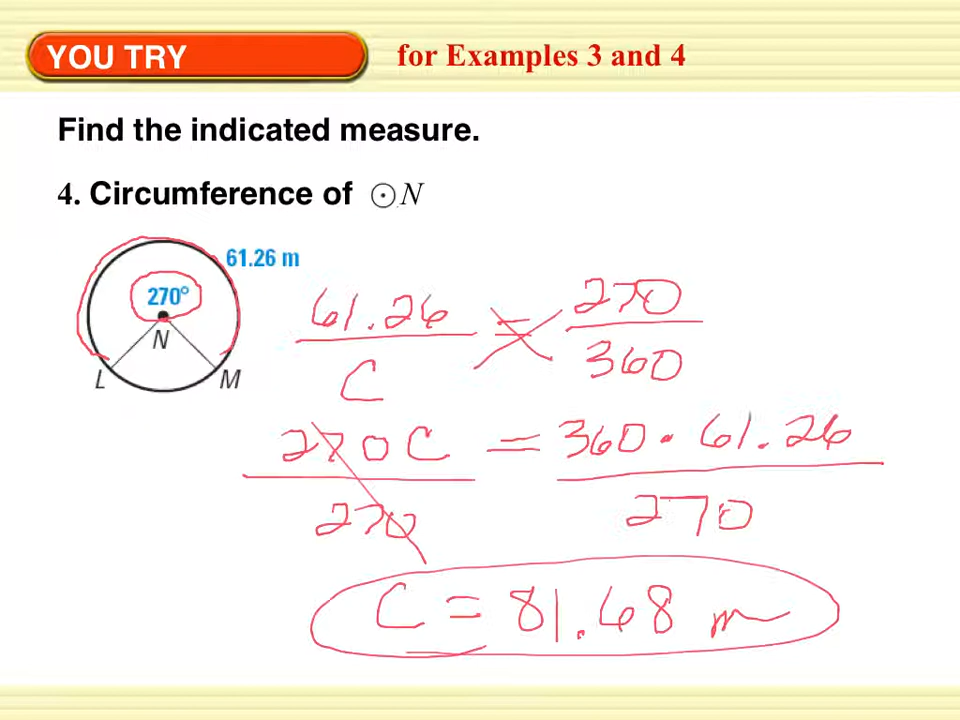 YOU TRY
for Examples 3 and 4
Find the indicated measure.
4. Circumference of ⊙N
61.26 m
270°
N
L M
61.26 / C = 270 / 360
270 C / 270 = 360 · 61.26 / 270
C = 81.68 m